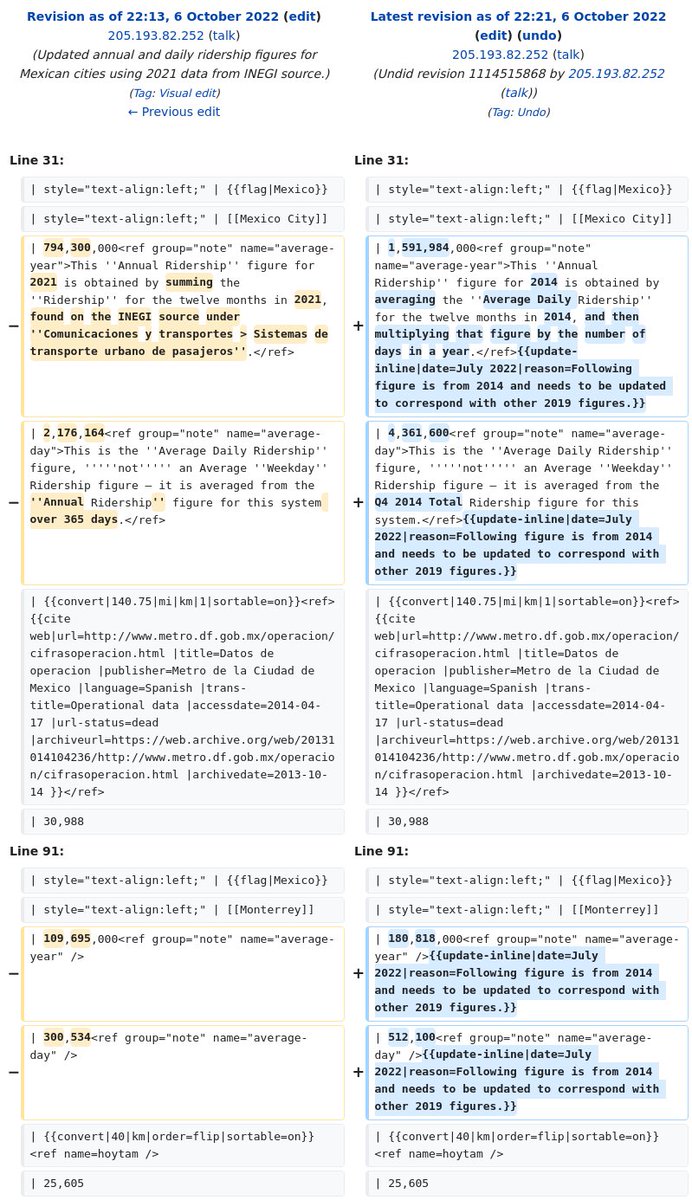 Revision as of 22:13, 6 October 2022 (edit)
205.193.82.252 (talk)
(Updated annual and daily ridership figures for
Mexican cities using 2021 data from INEGI source.)
(Tag: Visual edit)
← Previous edit
Latest revision as of 22:21, 6 October 2022
(edit) (undo)
205.193.82.252 (talk)
(Undid revision 1114515868 by 205.193.82.252
(talk))
(Tag: Undo)
Line 31:
Line 31:
| style="text-align:left;" | {{flag|Mexico}}
| style="text-align:left;" | {{flag|Mexico}}
| style="text-align:left;" | [[Mexico City]]
| style="text-align:left;" | [[Mexico City]]
−
| 794,300,000<ref group="note" name="average-
year">This ''Annual Ridership'' figure for
2021 is obtained by summing the
''Ridership'' for the twelve months in 2021,
found on the INEGI source under
''Comunicaciones y transportes > Sistemas de
transporte urbano de pasajeros''.</ref>
+
| 1,591,984,000<ref group="note"
name="average-year">This ''Annual
Ridership'' figure for 2014 is obtained by
averaging the ''Average Daily Ridership''
for the twelve months in 2014, and then
multiplying that figure by the number of
days in a year.</ref>{{update-
inline|date=July 2022|reason=Following
figure is from 2014 and needs to be updated
to correspond with other 2019 figures.}}
−
| 2,176,164<ref group="note" name="average-
day">This is the ''Average Daily Ridership''
figure, '''''not''''' an Average ''Weekday''
Ridership figure – it is averaged from the
''Annual Ridership'' figure for this system
over 365 days.</ref>
+
| 4,361,600<ref group="note" name="average-
day">This is the ''Average Daily Ridership''
figure, '''''not''''' an Average ''Weekday''
Ridership figure – it is averaged from the
Q4 2014 Total Ridership figure for this
system.</ref>{{update-inline|date=July
2022|reason=Following figure is from 2014
and needs to be updated to correspond with
other 2019 figures.}}
| {{convert|140.75|mi|km|1|sortable=on}}<ref>
{{cite
web|url=http://www.metro.df.gob.mx/operacion/
cifrasoperacion.html |title=Datos de
operacion |publisher=Metro de la Ciudad de
Mexico |language=Spanish |trans-
title=Operational data |accessdate=2014-04-
17 |url-status=dead
|archiveurl=https://web.archive.org/web/20131
014104236/http://www.metro.df.gob.mx/operacio
n/cifrasoperacion.html |archivedate=2013-10-
14 }}</ref>
| {{convert|140.75|mi|km|1|sortable=on}}<ref>
{{cite
web|url=http://www.metro.df.gob.mx/operacion/
cifrasoperacion.html |title=Datos de
operacion |publisher=Metro de la Ciudad de
Mexico |language=Spanish |trans-
title=Operational data |accessdate=2014-04-
17 |url-status=dead
|archiveurl=https://web.archive.org/web/20131
014104236/http://www.metro.df.gob.mx/operacio
n/cifrasoperacion.html |archivedate=2013-10-
14 }}</ref>
| 30,988
| 30,988
Line 91:
Line 91:
| style="text-align:left;" | {{flag|Mexico}}
| style="text-align:left;" | {{flag|Mexico}}
| style="text-align:left;" | [[Monterrey]]
| style="text-align:left;" | [[Monterrey]]
−
| 109,695,000<ref group="note" name="average-
year" />
+
| 180,818,000<ref group="note" name="average-
year" />{{update-inline|date=July
2022|reason=Following figure is from 2014
and needs to be updated to correspond with
other 2019 figures.}}
−
| 300,534<ref group="note" name="average-
day" />
+
| 512,100<ref group="note" name="average-
day" />{{update-inline|date=July
2022|reason=Following figure is from 2014
and needs to be updated to correspond with
other 2019 figures.}}
| {{convert|40|km|order=flip|sortable=on}}
<ref name=hoytam />
| {{convert|40|km|order=flip|sortable=on}}
<ref name=hoytam />
| 25,605
| 25,605